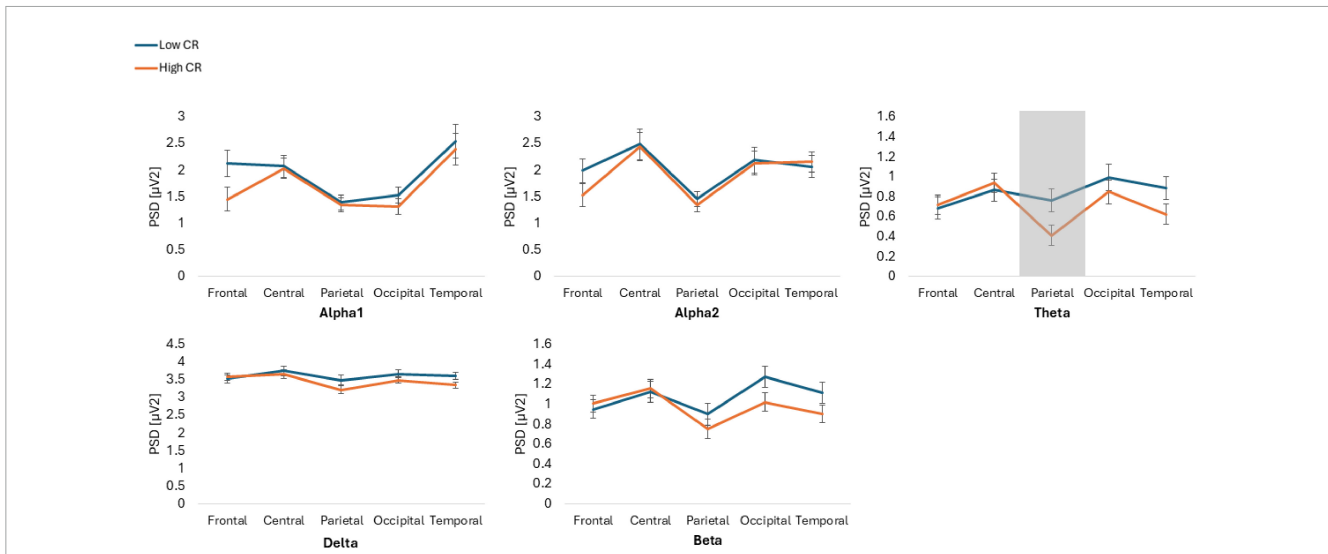 Low CR
High CR
3
2.5
2
1.5
1
0.5
0
PSD [µV2]
Frontal Central Parietal Occipital Temporal
Alpha1
3
2.5
2
1.5
1
0.5
0
PSD [µV2]
Frontal Central Parietal Occipital Temporal
Alpha2
1.6
1.4
1.2
1
0.8
0.6
0.4
0.2
0
PSD [µV2]
Frontal Central Parietal Occipital Temporal
Theta
4.5
4
3.5
3
2.5
2
1.5
1
0.5
0
PSD [µV2]
Frontal Central Parietal Occipital Temporal
Delta
1.6
1.4
1.2
1
0.8
0.6
0.4
0.2
0
PSD [µV2]
Frontal Central Parietal Occipital Temporal
Beta